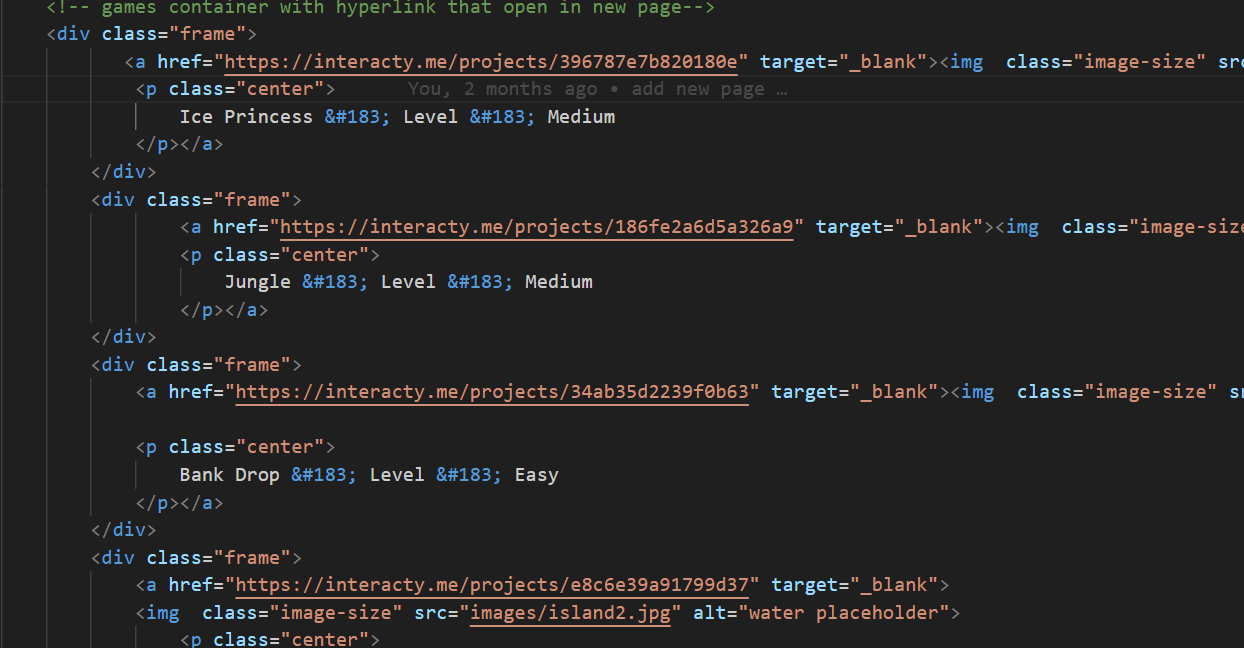 <!-- games container with hyperlink that open in new page-->
<div class="frame">
<a href="https://interacty.me/projects/396787e7b820180e" target="_blank"><img  class="image-size" src
<p class="center"> You, 2 months ago • add new page …
Ice Princess &#183; Level &#183; Medium
</p></a>
</div>
<div class="frame">
<a href="https://interacty.me/projects/186fe2a6d5a326a9" target="_blank"><img  class="image-size
<p class="center">
Jungle &#183; Level &#183; Medium
</p></a>
</div>
<div class="frame">
<a href="https://interacty.me/projects/34ab35d2239f0b63" target="_blank"><img  class="image-size" sr
<p class="center">
Bank Drop &#183; Level &#183; Easy
</p></a>
</div>
<div class="frame">
<a href="https://interacty.me/projects/e8c6e39a91799d37" target="_blank">
<img  class="image-size" src="images/island2.jpg" alt="water placeholder">
<p class="center">